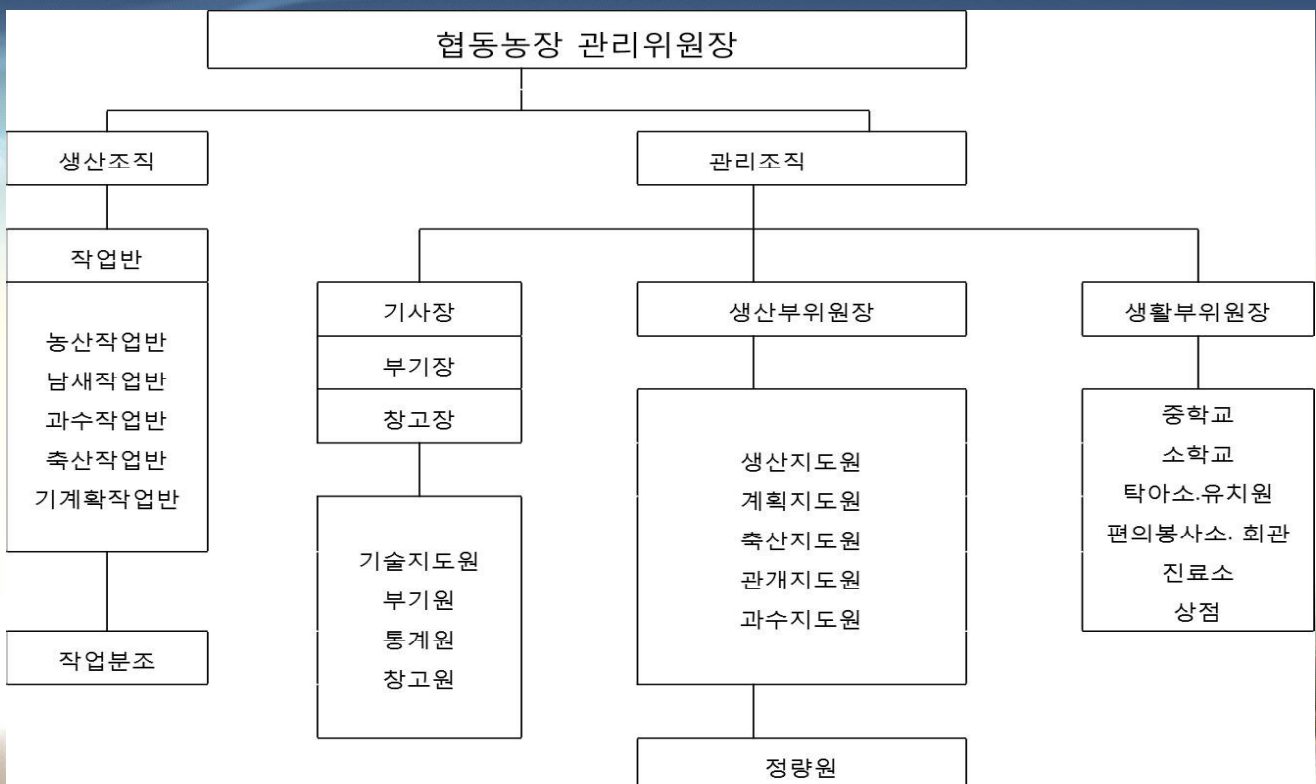 협동농장 관리위원장
생산조직
관리조직
작업반
농산작업반
남새작업반
과수작업반
축산작업반
기계확작업반
작업분조
기사장
부기장
창고장
기술지도원
부기원
통계원
창고원
생산부위원장
생산지도원
계획지도원
축산지도원
관개지도원
과수지도원
정량원
생활부위원장
중학교
소학교
탁아소.유치원
편의봉사소. 회관
진료소
상점